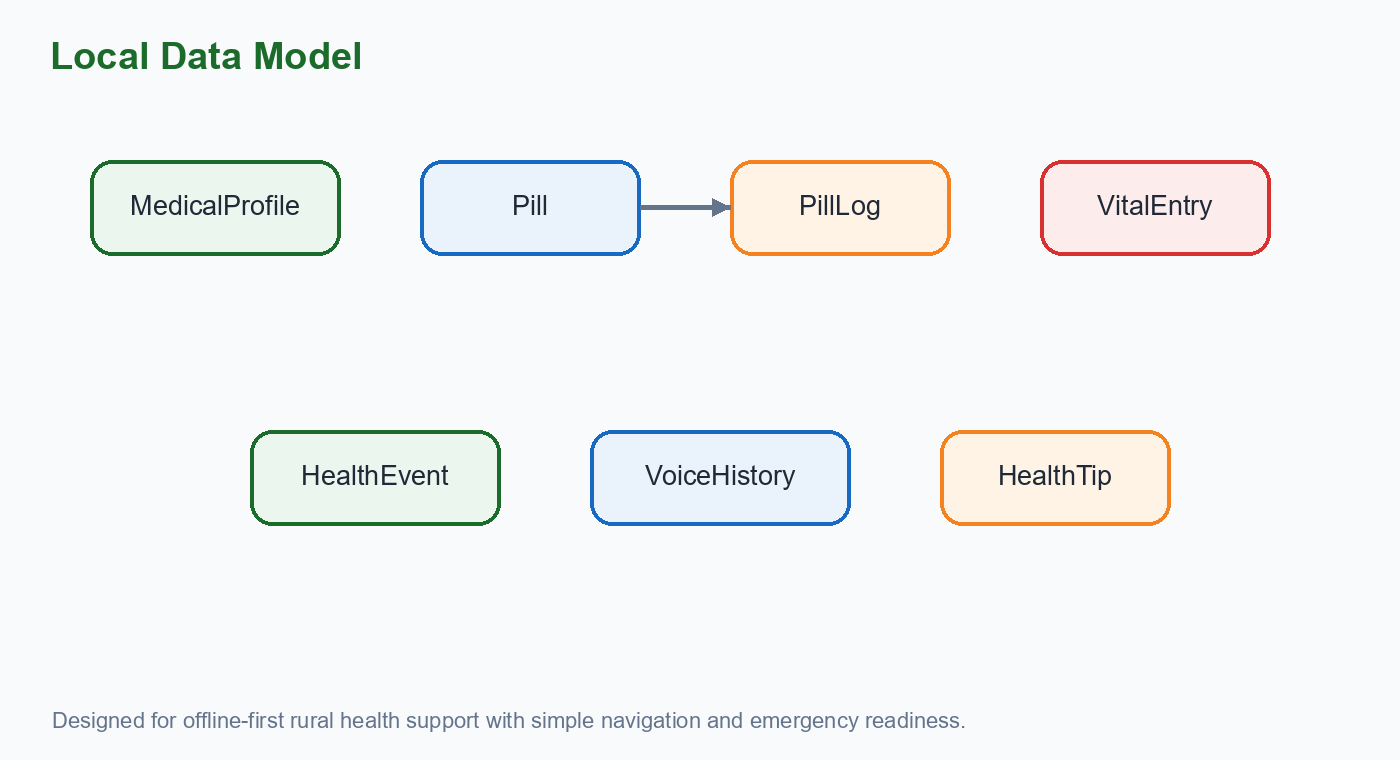 Local Data Model
MedicalProfile
Pill
PillLog
VitalEntry
HealthEvent
VoiceHistory
HealthTip
Designed for offline-first rural health support with simple navigation and emergency readiness.